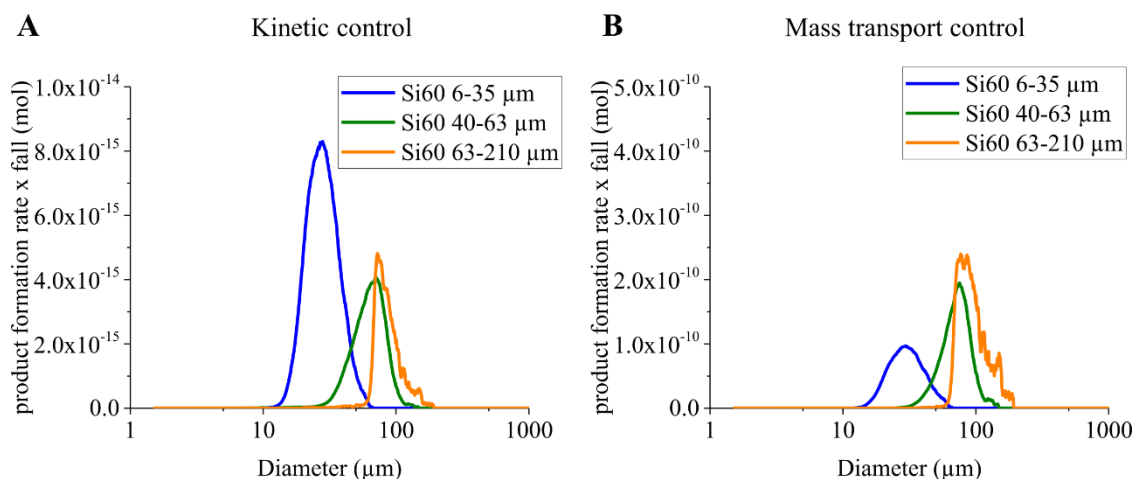 A
Kinetic control
product formation rate x fall (mol)
1.0x10⁻¹⁴
8.0x10⁻¹⁵
6.0x10⁻¹⁵
4.0x10⁻¹⁵
2.0x10⁻¹⁵
0.0
Si60 6-35 µm
Si60 40-63 µm
Si60 63-210 µm
1
10
100
1000
Diameter (µm)
B
Mass transport control
product formation rate x fall (mol)
5.0x10⁻¹⁰
4.0x10⁻¹⁰
3.0x10⁻¹⁰
2.0x10⁻¹⁰
1.0x10⁻¹⁰
0.0
Si60 6-35 µm
Si60 40-63 µm
Si60 63-210 µm
1
10
100
1000
Diameter (µm)